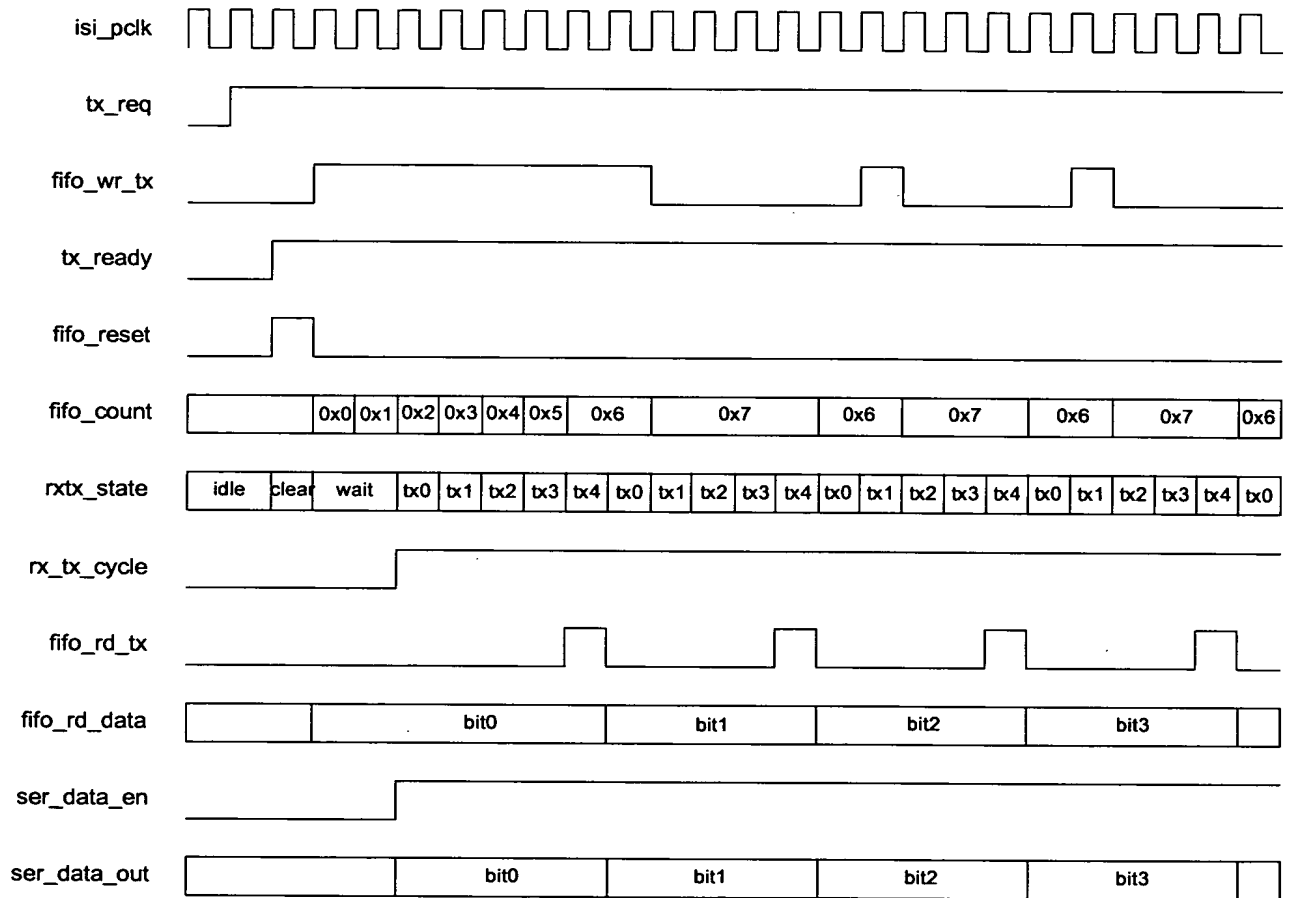 isi_pclk
tx_req
fifo_wr_tx
tx_ready
fifo_reset
fifo_count 0x0 0x1 0x2 0x3 0x4 0x5 0x6 0x7 0x6 0x7 0x6 0x7 0x6
rxtx_state idle clear wait tx0 tx1 tx2 tx3 tx4 tx0 tx1 tx2 tx3 tx4 tx0 tx1 tx2 tx3 tx4 tx0 tx1 tx2 tx3 tx4 tx0
rx_tx_cycle
fifo_rd_tx
fifo_rd_data bit0 bit1 bit2 bit3
ser_data_en
ser_data_out bit0 bit1 bit2 bit3